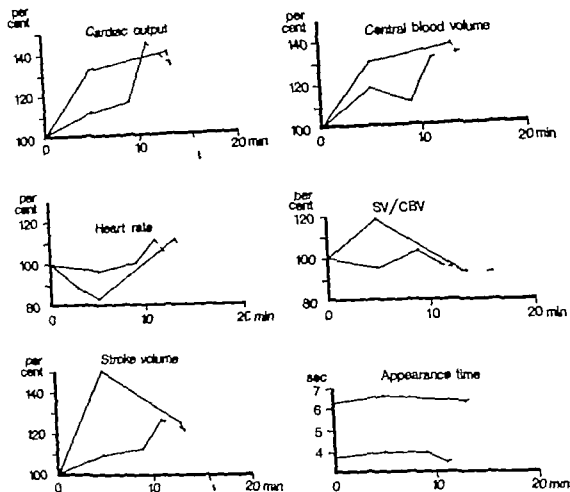 per
cent
Cardiac output
140
120
100
0
10
20 min
per
cent
Central blood volume
140
120
100
0
10
20 min
per
cent
Heart rate
120
100
80
0
10
20 min
per
cent
SV/CBV
120
100
80
0
10
20 min
per
cent
Stroke volume
140
120
100
0
10
20 min
sec
Appearance time
7
6
5
4
0
10
20 min